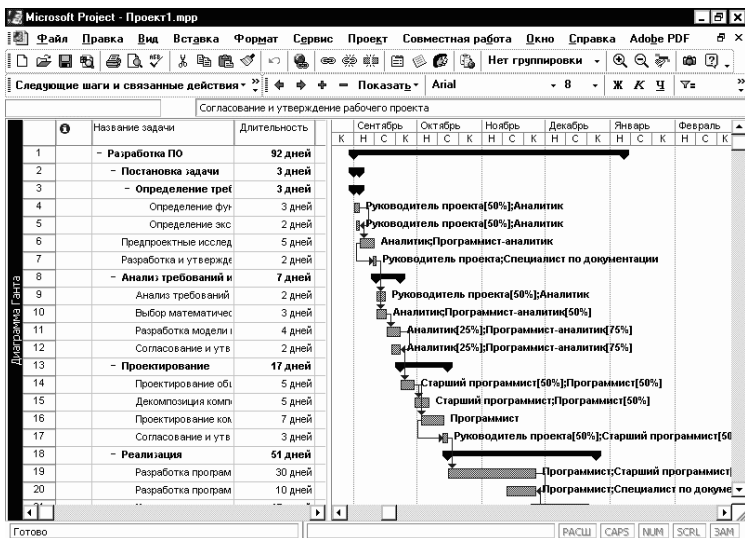 Microsoft Project - Проект1.mpp
Файл Правка Вид Вставка Формат Сервис Проект Совместная работа Окно Справка Adobe PDF
Нет группировки
Следующие шаги и связанные действия Показать Arial 8 Ж К Ч
Согласование и утверждение рабочего проекта
Название задачи Длительность Сентябрь Октябрь Ноябрь Декабрь Январь Февраль
К Н С К Н С К Н С К Н С К Н С К Н С К
1 − Разработка ПО 92 дней
2 − Постановка задачи 3 дней
3 − Определение треб 3 дней
4 Определение фун 3 дней Руководитель проекта[50%];Аналитик
5 Определение экс 2 дней Руководитель проекта[50%];Аналитик
6 Предпроектные исслед 5 дней Аналитик;Программист-аналитик
7 Разработка и утвержде 2 дней Руководитель проекта;Специалист по документации
8 − Анализ требований и 7 дней
9 Анализ требований 2 дней Руководитель проекта[50%];Аналитик
10 Выбор математичес 3 дней Аналитик;Программист-аналитик[50%]
11 Разработка модели 4 дней Аналитик[25%];Программист-аналитик[75%]
12 Согласование и утв 2 дней Аналитик[25%];Программист-аналитик[75%]
13 − Проектирование 17 дней
14 Проектирование общ 5 дней Старший программист[50%];Программист[50%]
15 Декомпозиция комп 5 дней Старший программист;Программист[50%]
16 Проектирование ком 7 дней Программист
17 Согласование и утв 3 дней Руководитель проекта[50%];Старший программист[50
18 − Реализация 51 дней
19 Разработка програм 30 дней Программист;Старший программист[
20 Разработка програм 10 дней Программист;Специалист по докуме
Диаграмма Ганта
Готово РАСШ CAPS NUM SCRL ЗАМ